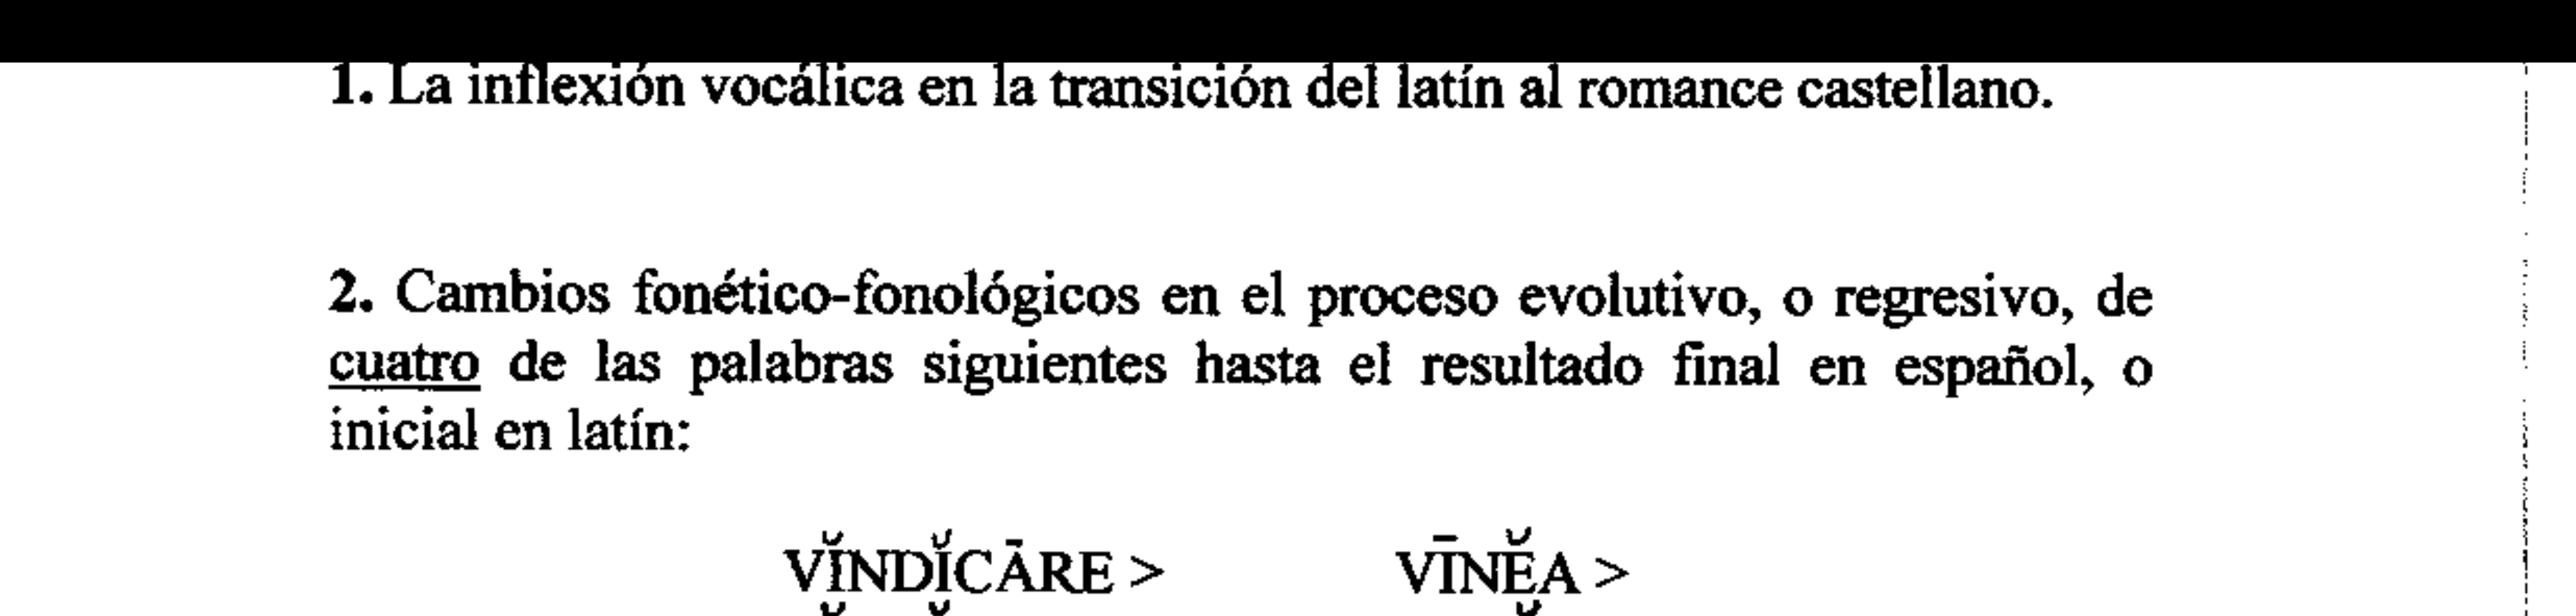 1. La inflexión vocálica en la transición del latín al romance castellano.
2. Cambios fonético-fonológicos en el proceso evolutivo, o regresivo, de
cuatro de las palabras siguientes hasta el resultado final en español, o
inicial en latín:
VĬNDĬCĀRE > VĪNĔA >